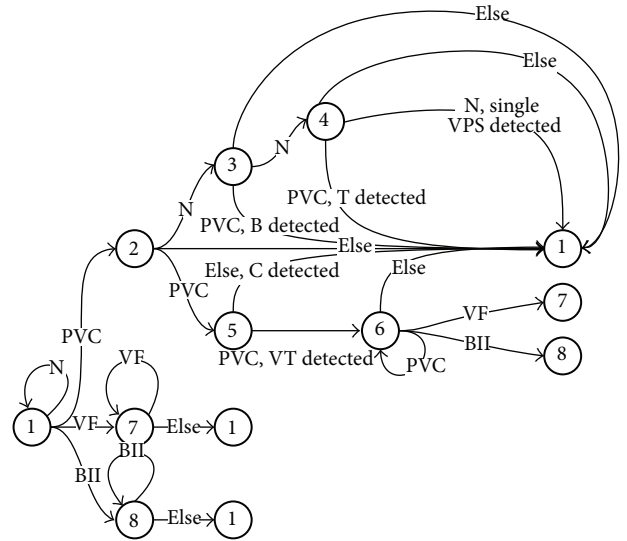 Else
Else
N, single
VPS detected
4
N
3
PVC, T detected
N
PVC, B detected
2
Else
1
Else, C detected
Else
PVC
7
VF
5
6
PVC
BII
8
PVC, VT detected
PVC
N
VF
1
VF
7
Else
1
BII
BII
8
Else
1